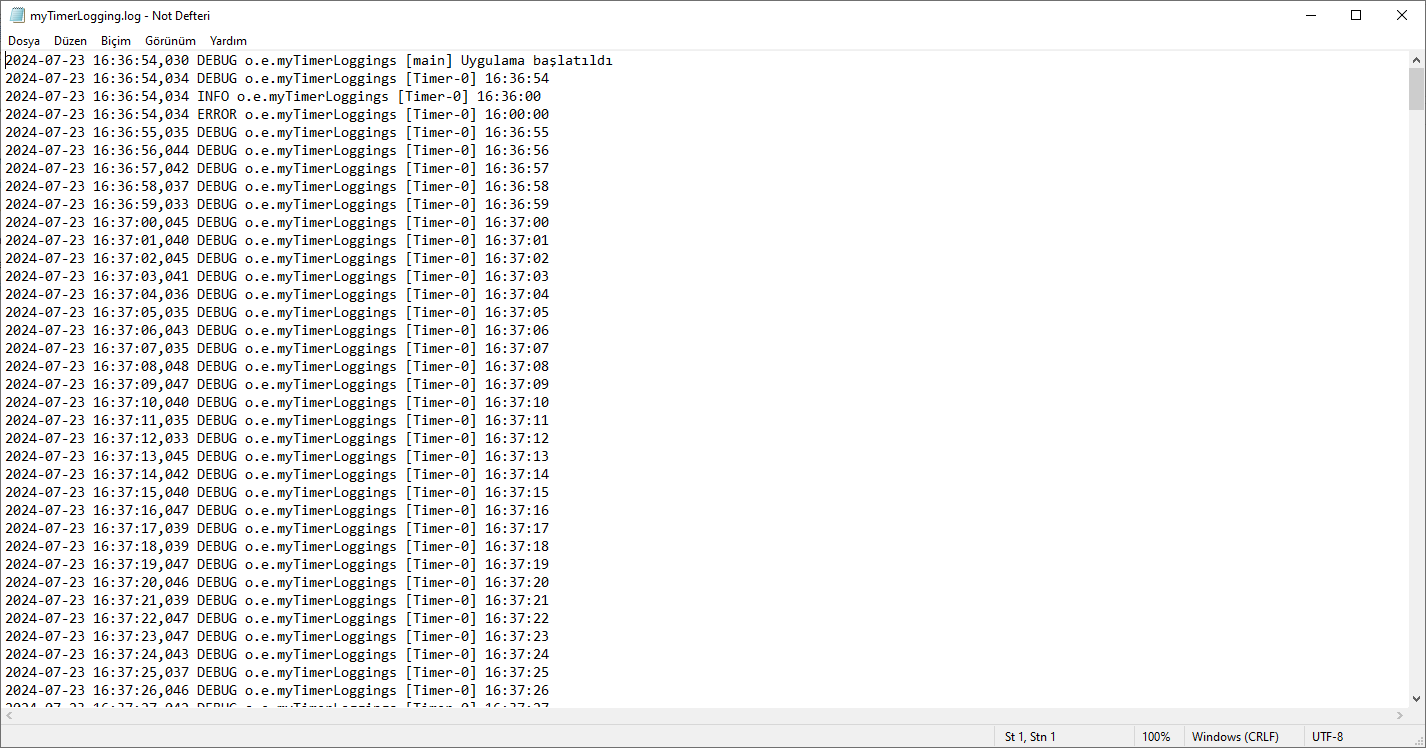 myTimerLogging.log - Not Defteri
Dosya Düzen Biçim Görünüm Yardım
2024-07-23 16:36:54,030 DEBUG o.e.myTimerLoggings [main] Uygulama başlatıldı
2024-07-23 16:36:54,034 DEBUG o.e.myTimerLoggings [Timer-0] 16:36:54
2024-07-23 16:36:54,034 INFO o.e.myTimerLoggings [Timer-0] 16:36:00
2024-07-23 16:36:54,034 ERROR o.e.myTimerLoggings [Timer-0] 16:00:00
2024-07-23 16:36:55,035 DEBUG o.e.myTimerLoggings [Timer-0] 16:36:55
2024-07-23 16:36:56,044 DEBUG o.e.myTimerLoggings [Timer-0] 16:36:56
2024-07-23 16:36:57,042 DEBUG o.e.myTimerLoggings [Timer-0] 16:36:57
2024-07-23 16:36:58,037 DEBUG o.e.myTimerLoggings [Timer-0] 16:36:58
2024-07-23 16:36:59,033 DEBUG o.e.myTimerLoggings [Timer-0] 16:36:59
2024-07-23 16:37:00,045 DEBUG o.e.myTimerLoggings [Timer-0] 16:37:00
2024-07-23 16:37:01,040 DEBUG o.e.myTimerLoggings [Timer-0] 16:37:01
2024-07-23 16:37:02,045 DEBUG o.e.myTimerLoggings [Timer-0] 16:37:02
2024-07-23 16:37:03,041 DEBUG o.e.myTimerLoggings [Timer-0] 16:37:03
2024-07-23 16:37:04,036 DEBUG o.e.myTimerLoggings [Timer-0] 16:37:04
2024-07-23 16:37:05,035 DEBUG o.e.myTimerLoggings [Timer-0] 16:37:05
2024-07-23 16:37:06,043 DEBUG o.e.myTimerLoggings [Timer-0] 16:37:06
2024-07-23 16:37:07,035 DEBUG o.e.myTimerLoggings [Timer-0] 16:37:07
2024-07-23 16:37:08,048 DEBUG o.e.myTimerLoggings [Timer-0] 16:37:08
2024-07-23 16:37:09,047 DEBUG o.e.myTimerLoggings [Timer-0] 16:37:09
2024-07-23 16:37:10,040 DEBUG o.e.myTimerLoggings [Timer-0] 16:37:10
2024-07-23 16:37:11,035 DEBUG o.e.myTimerLoggings [Timer-0] 16:37:11
2024-07-23 16:37:12,033 DEBUG o.e.myTimerLoggings [Timer-0] 16:37:12
2024-07-23 16:37:13,045 DEBUG o.e.myTimerLoggings [Timer-0] 16:37:13
2024-07-23 16:37:14,042 DEBUG o.e.myTimerLoggings [Timer-0] 16:37:14
2024-07-23 16:37:15,040 DEBUG o.e.myTimerLoggings [Timer-0] 16:37:15
2024-07-23 16:37:16,047 DEBUG o.e.myTimerLoggings [Timer-0] 16:37:16
2024-07-23 16:37:17,039 DEBUG o.e.myTimerLoggings [Timer-0] 16:37:17
2024-07-23 16:37:18,039 DEBUG o.e.myTimerLoggings [Timer-0] 16:37:18
2024-07-23 16:37:19,047 DEBUG o.e.myTimerLoggings [Timer-0] 16:37:19
2024-07-23 16:37:20,046 DEBUG o.e.myTimerLoggings [Timer-0] 16:37:20
2024-07-23 16:37:21,039 DEBUG o.e.myTimerLoggings [Timer-0] 16:37:21
2024-07-23 16:37:22,047 DEBUG o.e.myTimerLoggings [Timer-0] 16:37:22
2024-07-23 16:37:23,047 DEBUG o.e.myTimerLoggings [Timer-0] 16:37:23
2024-07-23 16:37:24,043 DEBUG o.e.myTimerLoggings [Timer-0] 16:37:24
2024-07-23 16:37:25,037 DEBUG o.e.myTimerLoggings [Timer-0] 16:37:25
2024-07-23 16:37:26,046 DEBUG o.e.myTimerLoggings [Timer-0] 16:37:26
St 1, Stn 1 100% Windows (CRLF) UTF-8